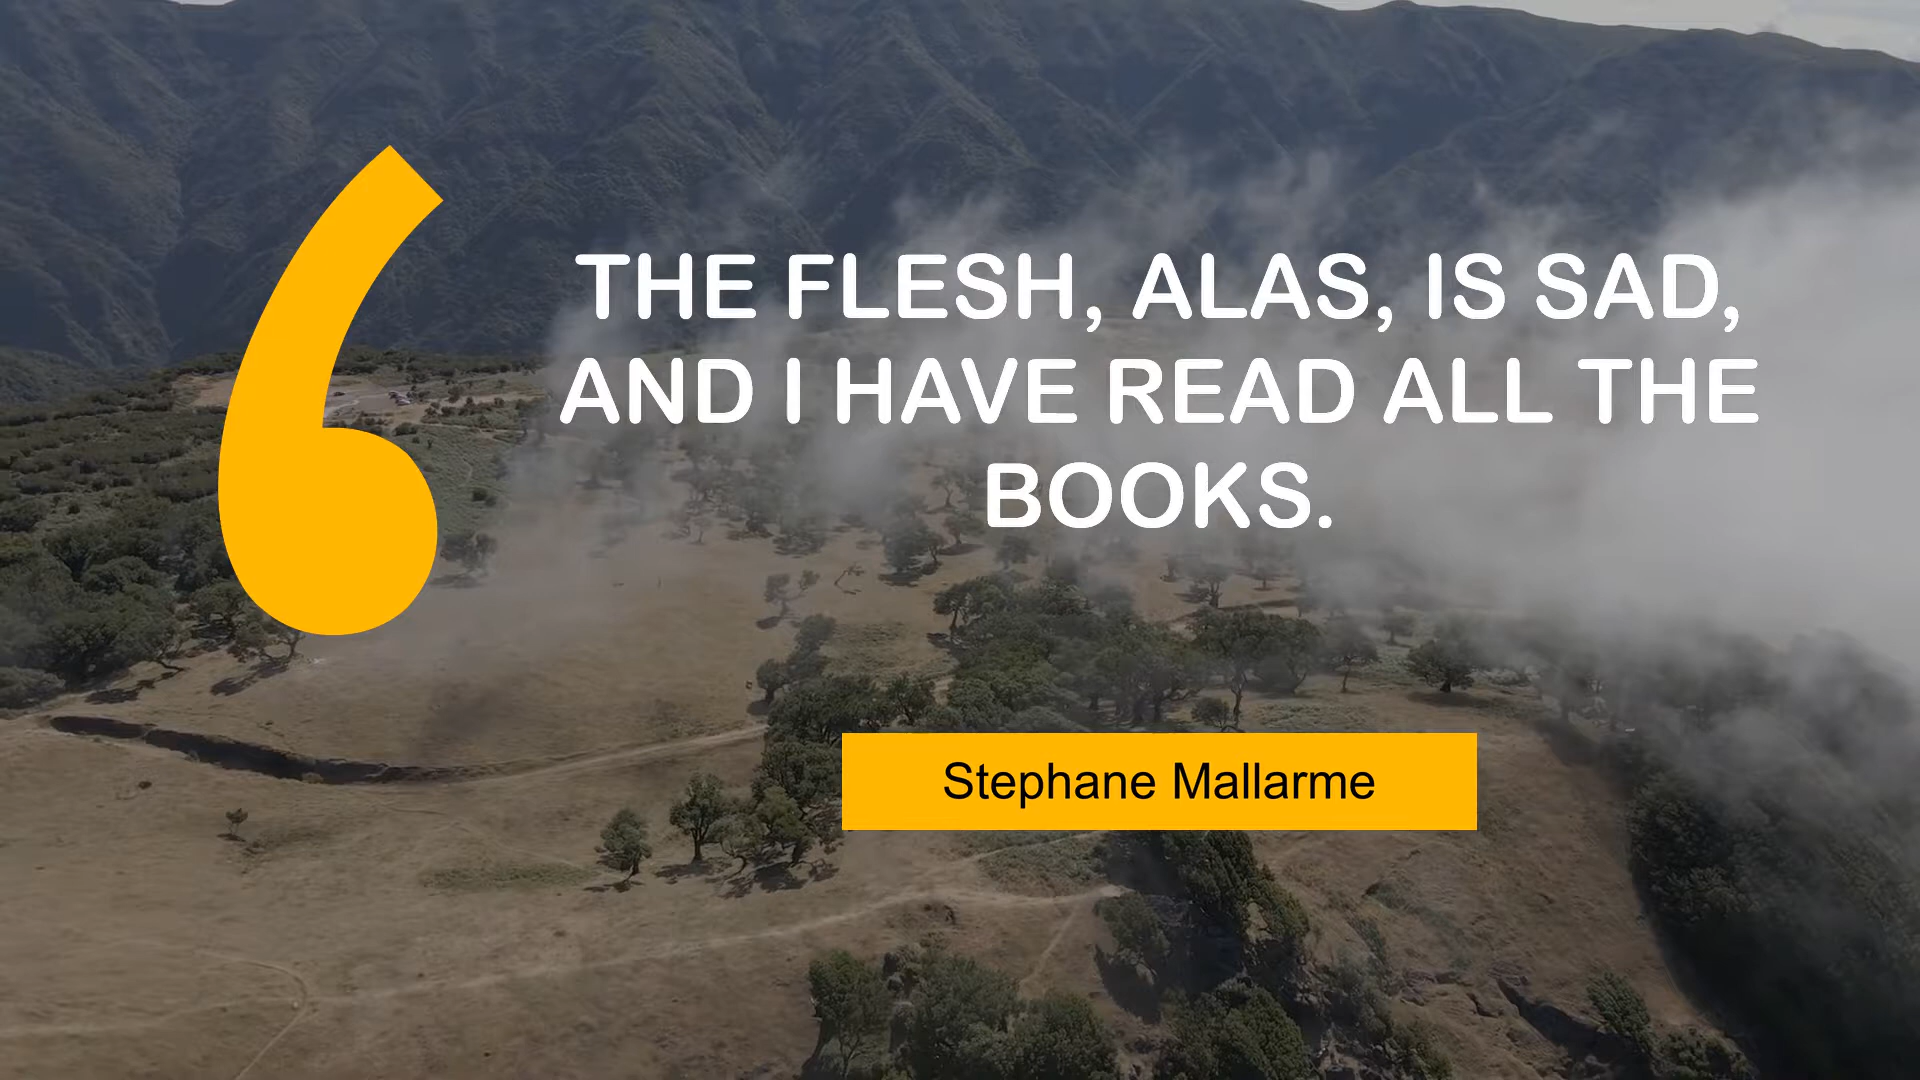 THE FLESH, ALAS, IS SAD,
AND I HAVE READ ALL THE
BOOKS.
Stephane Mallarme